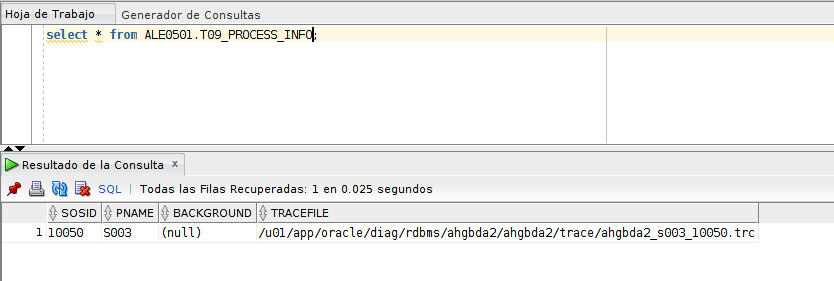 Hoja de Trabajo Generador de Consultas
select * from ALE0501.T09_PROCESS_INFO;
Resultado de la Consulta x
SQL | Todas las Filas Recuperadas: 1 en 0.025 segundos
SOSID PNAME BACKGROUND TRACEFILE
1 10050 S003 (null) /u01/app/oracle/diag/rdbms/ahgbda2/ahgbda2/trace/ahgbda2_s003_10050.trc